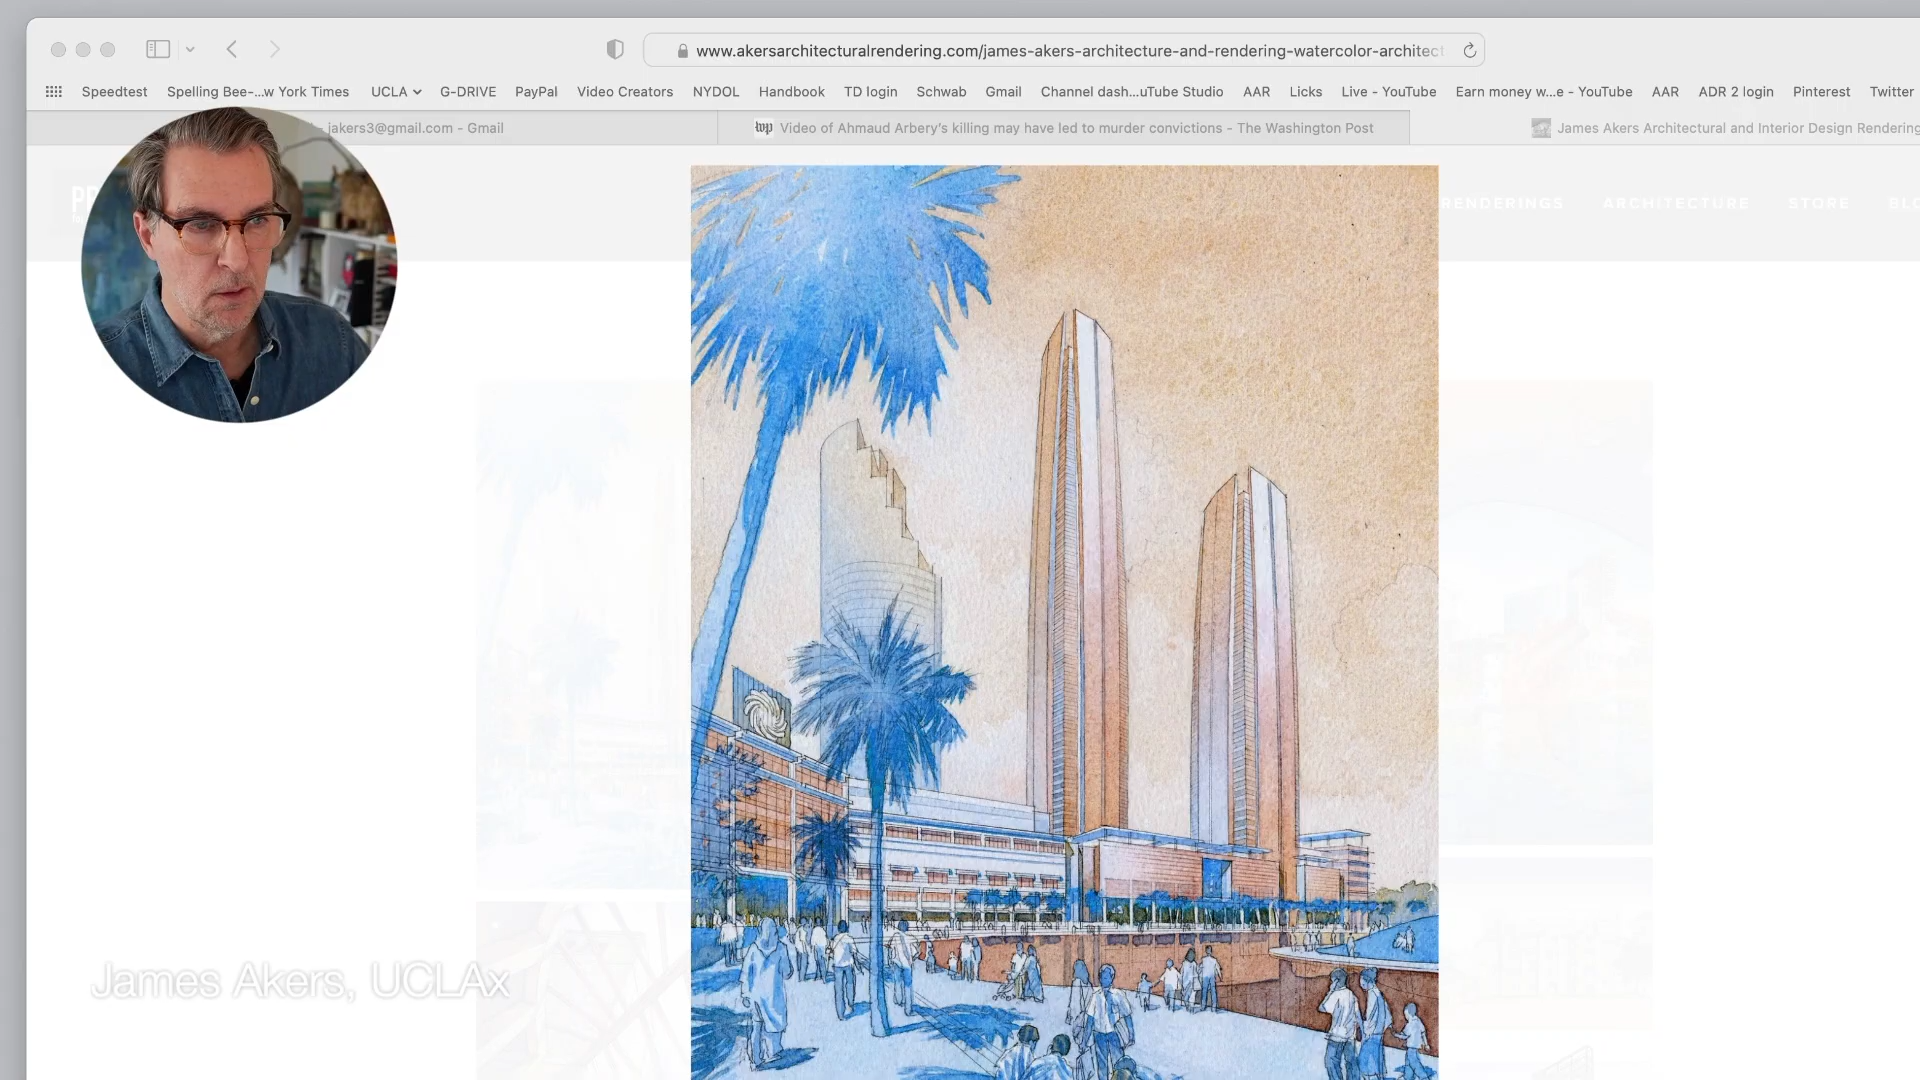 www.akersarchitecturalrendering.com/james-akers-architecture-and-rendering-watercolor-architect
Speedtest Spelling Bee-...w York Times UCLA G-DRIVE PayPal Video Creators NYDOL Handbook TD login Schwab Gmail Channel dash...uTube Studio AAR Licks Live - YouTube Earn money w...e - YouTube AAR ADR 2 login Pinterest Twitter
- jakers3@gmail.com - Gmail wp Video of Ahmaud Arbery's killing may have led to murder convictions - The Washington Post James Akers Architectural and Interior Design Rendering
RENDERINGS ARCHITECTURE STORE
James Akers, UCLAx